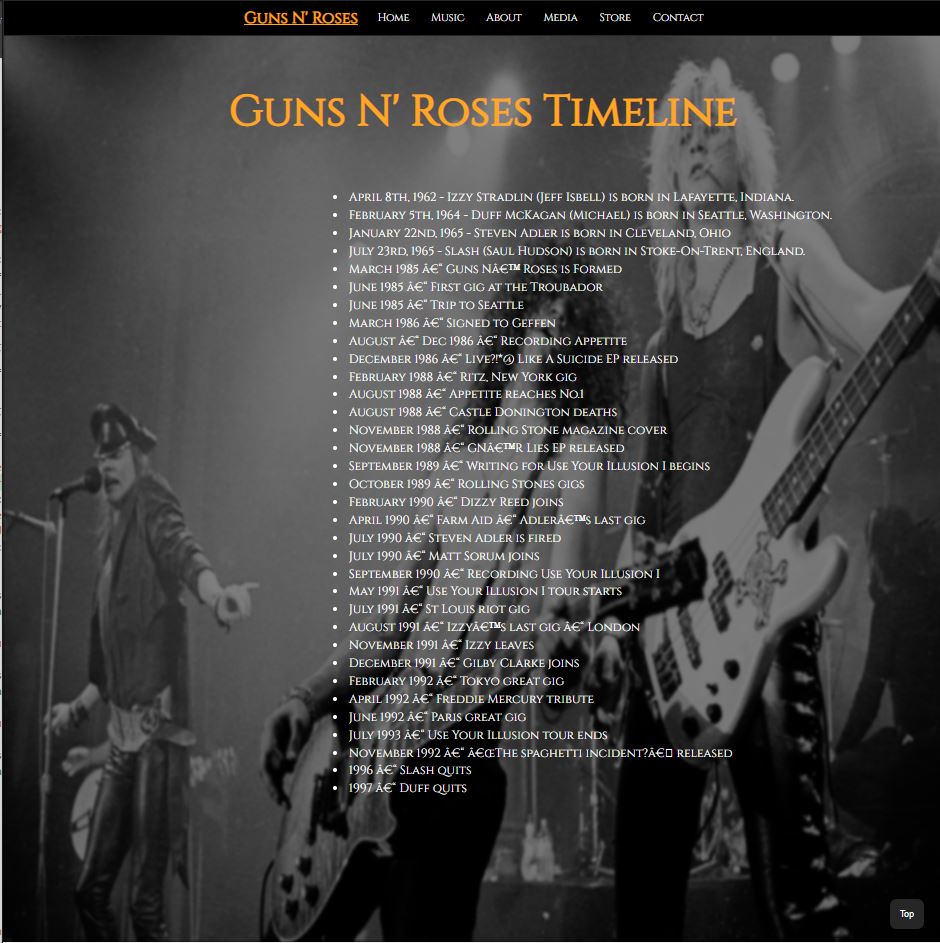 Guns N' Roses Home Music About Media Store Contact
Guns N' Roses Timeline
• April 8th, 1962 - Izzy Stradlin (Jeff Isbell) is born in Lafayette, Indiana.
• February 5th, 1964 - Duff McKagan (Michael) is born in Seattle, Washington.
• January 22nd, 1965 - Steven Adler is born in Cleveland, Ohio
• July 23rd, 1965 - Slash (Saul Hudson) is born in Stoke-On-Trent, England.
• March 1985 â€“ Guns Nâ€™ Roses is Formed
• June 1985 â€“ First gig at the Troubador
• June 1985 â€“ Trip to Seattle
• March 1986 â€“ Signed to Geffen
• August â€“ Dec 1986 â€“ Recording Appetite
• December 1986 â€“ Live?!*@ Like A Suicide EP released
• February 1988 â€“ Ritz, New York gig
• August 1988 â€“ Appetite reaches No.1
• August 1988 â€“ Castle Donington deaths
• November 1988 â€“ Rolling Stone magazine cover
• November 1988 â€“ GNâ€™R Lies EP released
• September 1989 â€“ Writing for Use Your Illusion I begins
• October 1989 â€“ Rolling Stones gigs
• February 1990 â€“ Dizzy Reed joins
• April 1990 â€“ Farm Aid â€“ Adlerâ€™s last gig
• July 1990 â€“ Steven Adler is fired
• July 1990 â€“ Matt Sorum joins
• September 1990 â€“ Recording Use Your Illusion I
• May 1991 â€“ Use Your Illusion I tour starts
• July 1991 â€“ St Louis riot gig
• August 1991 â€“ Izzyâ€™s last gig â€“ London
• November 1991 â€“ Izzy leaves
• December 1991 â€“ Gilby Clarke joins
• February 1992 â€“ Tokyo great gig
• April 1992 â€“ Freddie Mercury tribute
• June 1992 â€“ Paris great gig
• July 1993 â€“ Use Your Illusion tour ends
• November 1992 â€“ â€œThe spaghetti incident?â€ released
• 1996 â€“ Slash quits
• 1997 â€“ Duff quits
Top